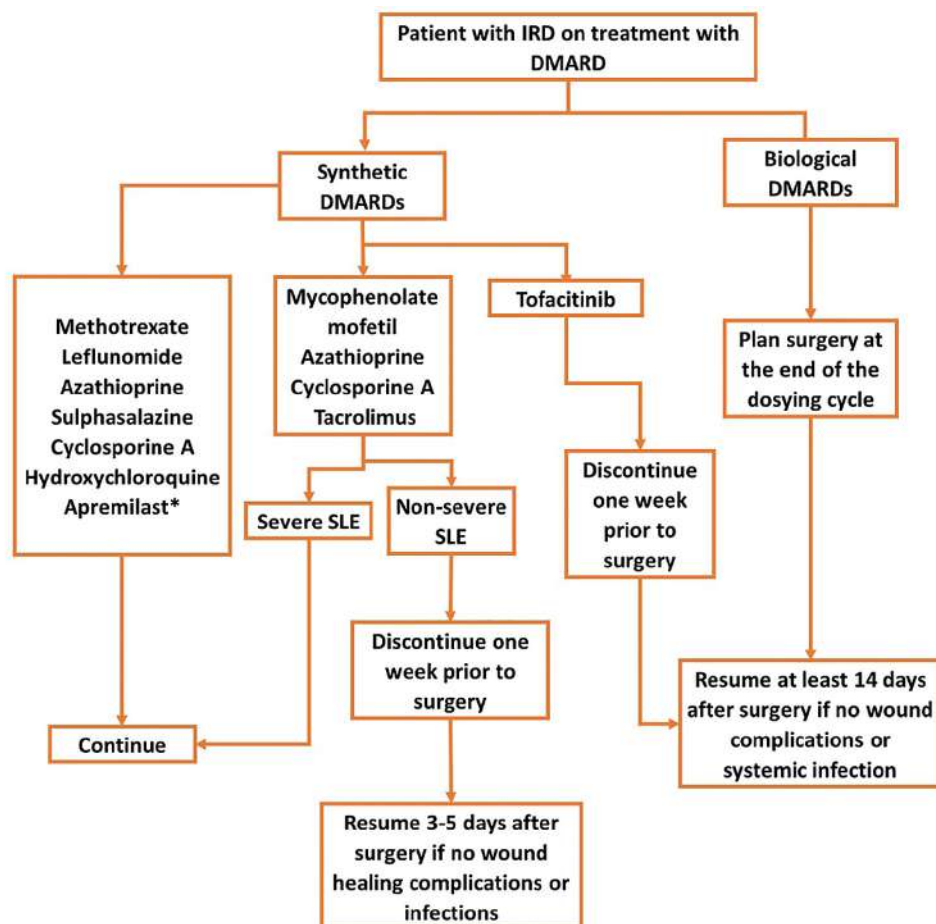 Patient with IRD on treatment with
DMARD
Synthetic
DMARDs
Biological
DMARDs
Methotrexate
Leflunomide
Azathioprine
Sulphasalazine
Cyclosporine A
Hydroxychloroquine
Apremilast*
Mycophenolate
mofetil
Azathioprine
Cyclosporine A
Tacrolimus
Tofacitinib
Plan surgery at
the end of the
dosying cycle
Severe SLE
Non-severe
SLE
Discontinue
one week
prior to
surgery
Discontinue one
week prior to
surgery
Continue
Resume at least 14 days
after surgery if no wound
complications or
systemic infection
Resume 3-5 days after
surgery if no wound
healing complications or
infections